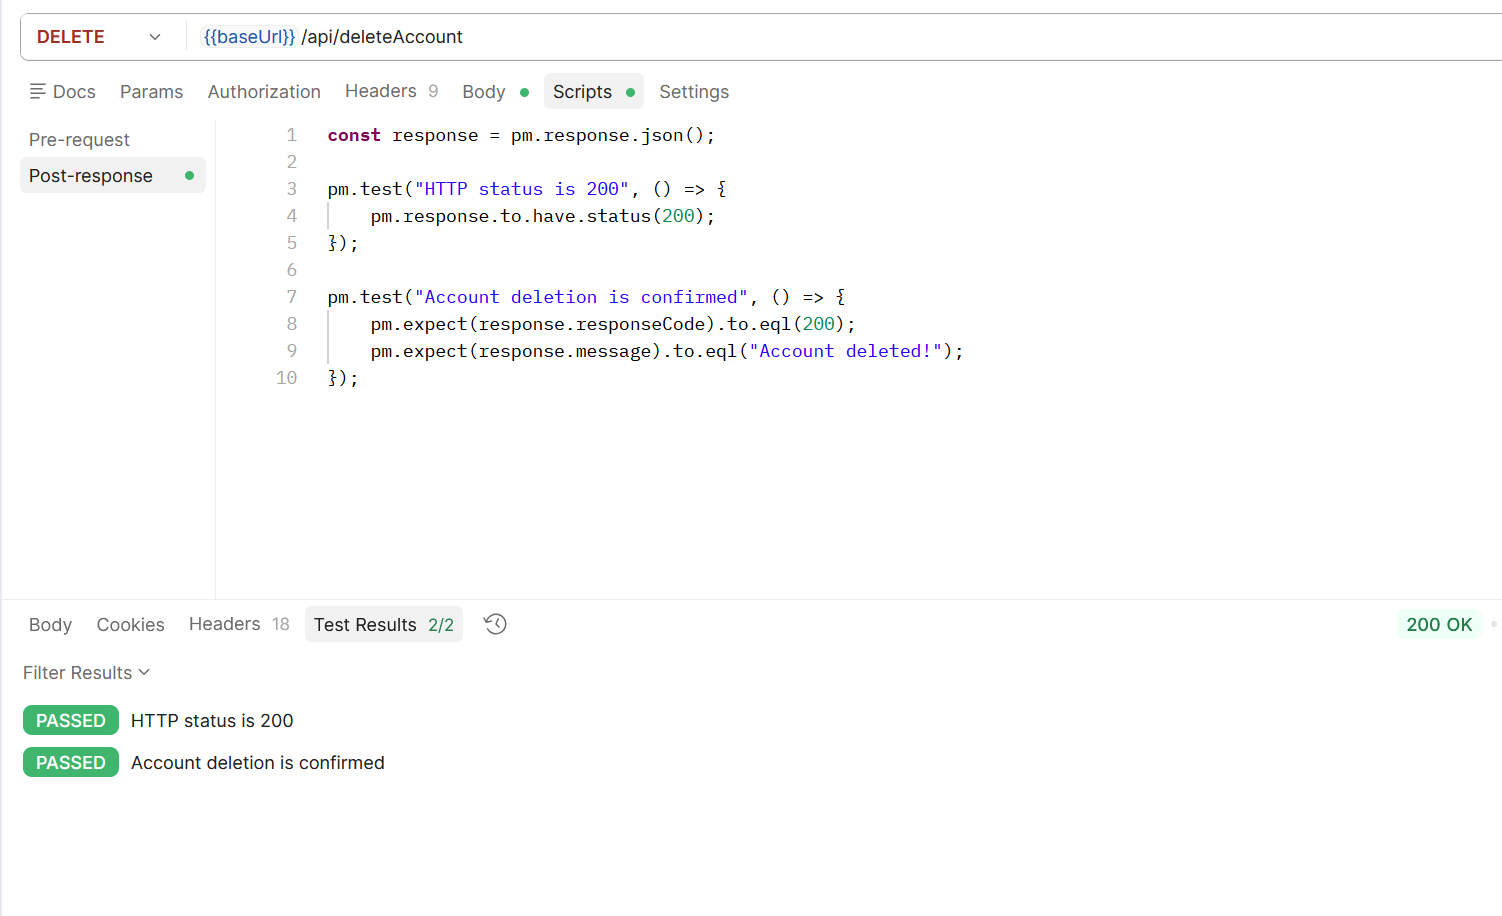 DELETE {{baseUrl}} /api/deleteAccount
Docs Params Authorization Headers 9 Body Scripts Settings
Pre-request
Post-response
1 const response = pm.response.json();
2
3 pm.test("HTTP status is 200", () => {
4 pm.response.to.have.status(200);
5 });
6
7 pm.test("Account deletion is confirmed", () => {
8 pm.expect(response.responseCode).to.eql(200);
9 pm.expect(response.message).to.eql("Account deleted!");
10 });
Body Cookies Headers 18 Test Results 2/2 200 OK
Filter Results
PASSED HTTP status is 200
PASSED Account deletion is confirmed